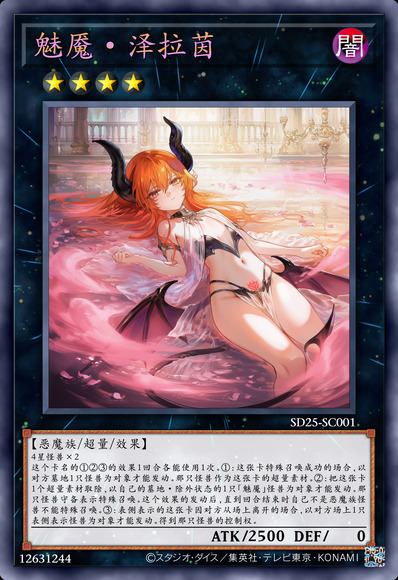 魅魇・泽拉茵
闇
SD25-SC001
【恶魔族/超量/效果】
4星怪兽×2
这个卡名的①②③的效果1回合各能使用1次。①:这张卡特殊召唤成功的场合,以
对方墓地1只怪兽为对象才能发动。那只怪兽作为这张卡的超量素材。②:把这张卡
1个超量素材取除,以自己的墓地・除外状态的1只「魅魇」怪兽为对象才能发动。那
只怪兽守备表示特殊召唤。这个效果的发动后,直到回合结束时自己不是恶魔族怪
兽不能特殊召唤。③:表侧表示的这张卡因对方从场上离开的场合,以对方场上1只
表侧表示怪兽为对象才能发动。得到那只怪兽的控制权。
ATK/2500 DEF/ 0
12631244
©スタジオ・ダイス/集英社・テレビ東京・KONAMI